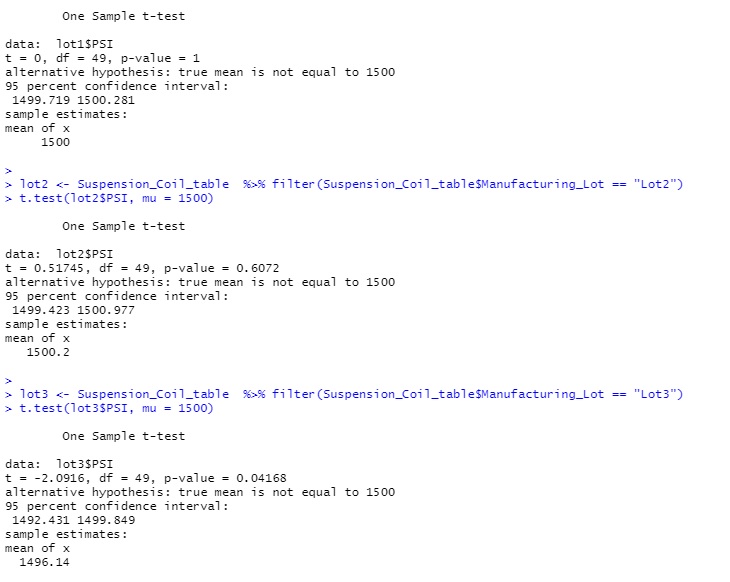 One Sample t-test
data:  lot1$PSI
t = 0, df = 49, p-value = 1
alternative hypothesis: true mean is not equal to 1500
95 percent confidence interval:
 1499.719 1500.281
sample estimates:
mean of x
     1500
>
> lot2 <- Suspension_Coil_table  %>% filter(Suspension_Coil_table$Manufacturing_Lot == "Lot2")
> t.test(lot2$PSI, mu = 1500)
One Sample t-test
data:  lot2$PSI
t = 0.51745, df = 49, p-value = 0.6072
alternative hypothesis: true mean is not equal to 1500
95 percent confidence interval:
 1499.423 1500.977
sample estimates:
mean of x
   1500.2
>
> lot3 <- Suspension_Coil_table  %>% filter(Suspension_Coil_table$Manufacturing_Lot == "Lot3")
> t.test(lot3$PSI, mu = 1500)
One Sample t-test
data:  lot3$PSI
t = -2.0916, df = 49, p-value = 0.04168
alternative hypothesis: true mean is not equal to 1500
95 percent confidence interval:
 1492.431 1499.849
sample estimates:
mean of x
  1496.14